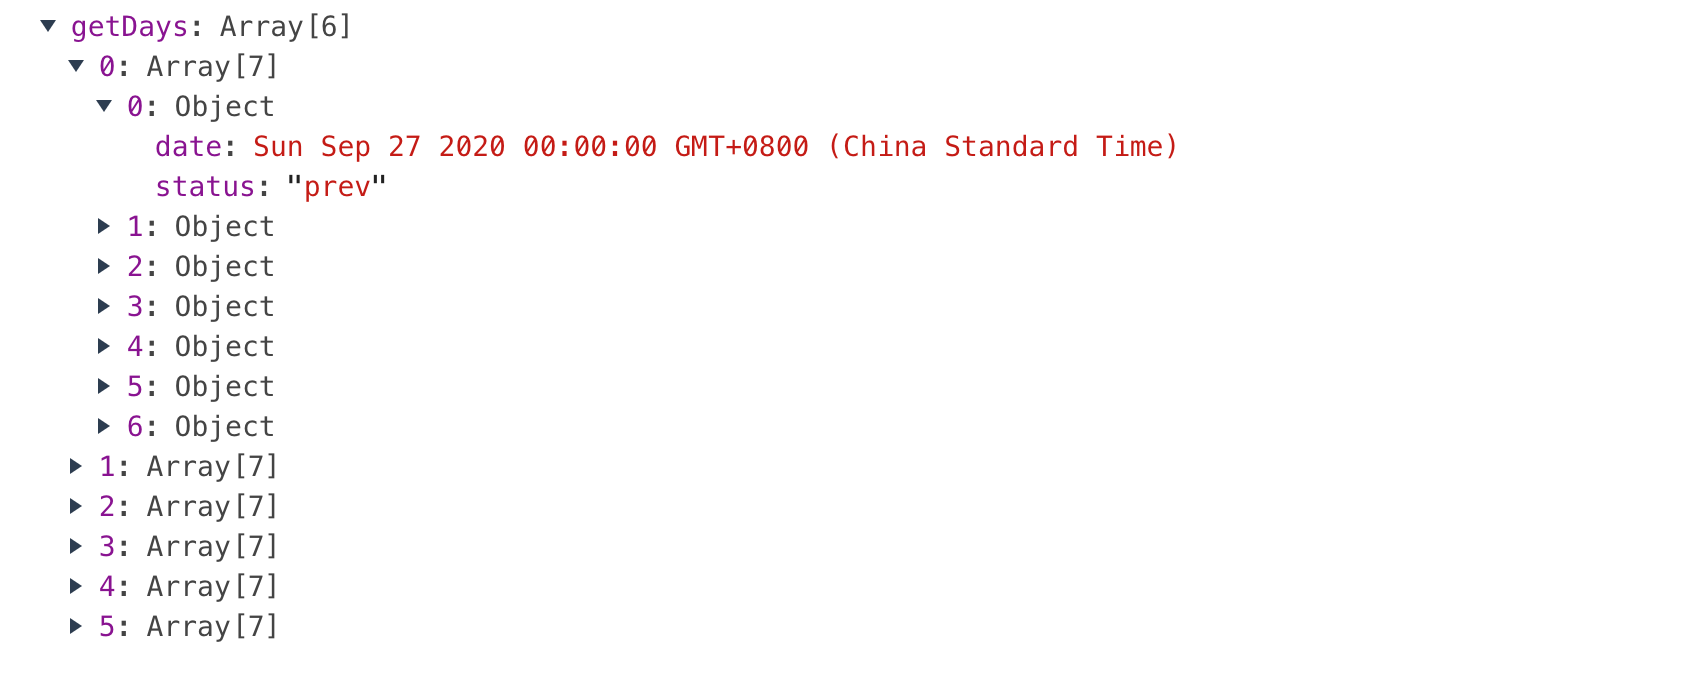 getDays: Array[6]
0: Array[7]
0: Object
date: Sun Sep 27 2020 00:00:00 GMT+0800 (China Standard Time)
status: "prev"
1: Object
2: Object
3: Object
4: Object
5: Object
6: Object
1: Array[7]
2: Array[7]
3: Array[7]
4: Array[7]
5: Array[7]